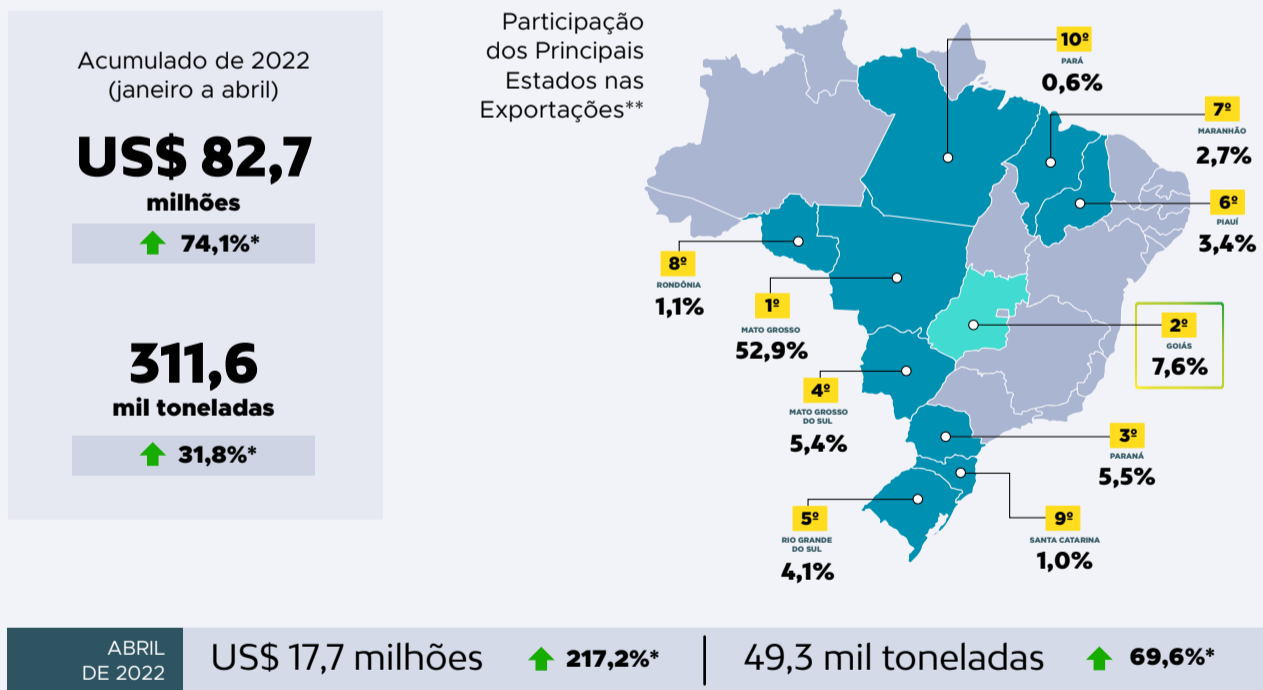 Acumulado de 2022
(janeiro a abril)
US$ 82,7
milhões
74,1%*
311,6
mil toneladas
31,8%*
Participação
dos Principais
Estados nas
Exportações**
10º
PARÁ
0,6%
7º
MARANHÃO
2,7%
6º
PIAUÍ
3,4%
8º
RONDÔNIA
1,1%
1º
MATO GROSSO
52,9%
2º
GOIÁS
7,6%
4º
MATO GROSSO
DO SUL
5,4%
3º
PARANÁ
5,5%
5º
RIO GRANDE
DO SUL
4,1%
9º
SANTA CATARINA
1,0%
ABRIL
DE 2022
US$ 17,7 milhões
217,2%*
49,3 mil toneladas
69,6%*